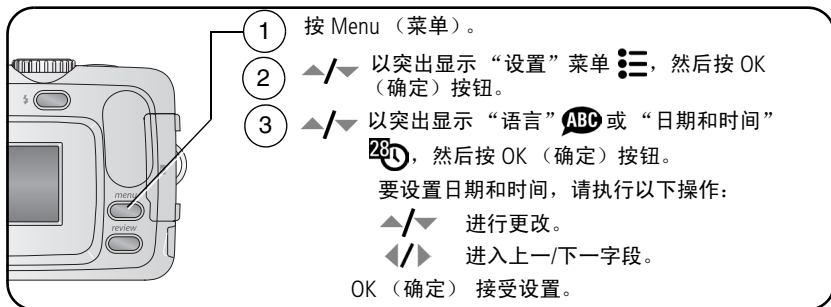 1 按 Menu （菜单）。
2 ▲/▼ 以突出显示 “设置”菜单 ，然后按 OK
（确定）按钮。
3 ▲/▼ 以突出显示 “语言” ABC 或 “日期和时间”
28 ，然后按 OK （确定）按钮。
要设置日期和时间，请执行以下操作：
▲/▼ 进行更改。
◀/▶ 进入上一/下一字段。
OK （确定） 接受设置。
menu
review